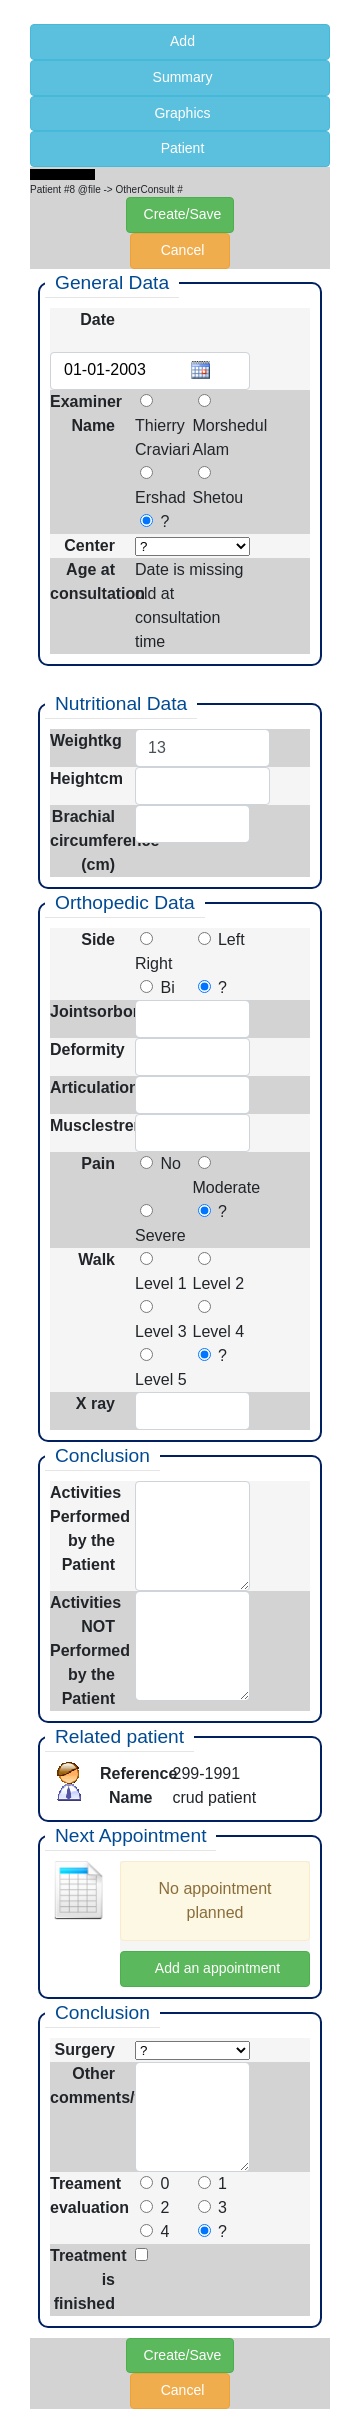 Add
Summary
Graphics
Patient
Patient #8 @file -> OtherConsult #
Create/Save
Cancel
General Data
Date
01-01-2003
Examiner Name
Thierry Craviari
Morshedul Alam
Ershad
Shetou
?
Center
?
Age at consultation
Date is missing
old at consultation time
Nutritional Data
Weightkg
13
Heightcm
Brachial circumference (cm)
Orthopedic Data
Side
Right
Left
Bi
?
Deformity
Pain
No
Moderate
Severe
?
Walk
Level 1
Level 2
Level 3
Level 4
Level 5
?
X ray
Conclusion
Activities Performed by the Patient
Activities NOT Performed by the Patient
Related patient
Reference
299-1991
Name
crud patient
Next Appointment
No appointment planned
Add an appointment
Conclusion
Surgery
?
Other comments/
Treament evaluation
0
1
2
3
4
?
Treatment is finished
Create/Save
Cancel